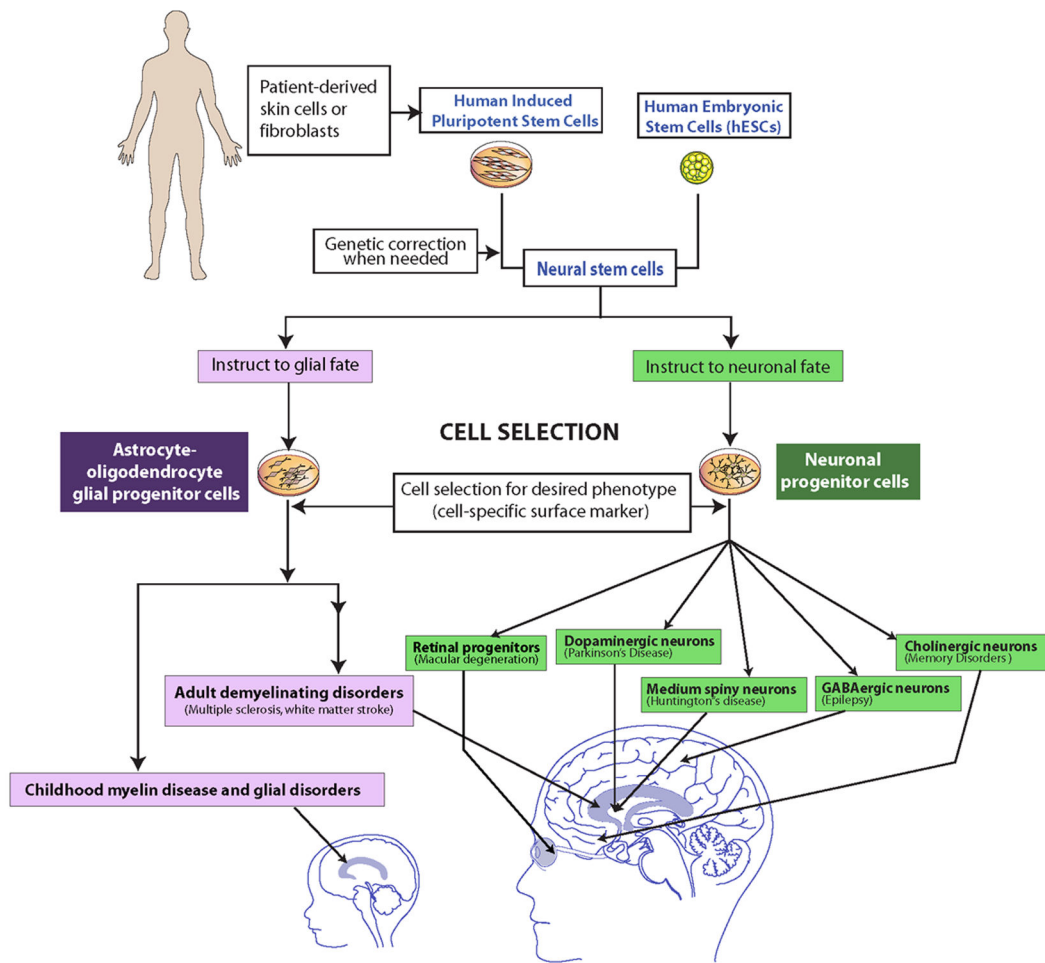 Patient-derived
skin cells or
fibroblasts
Human Induced
Pluripotent Stem Cells
Human Embryonic
Stem Cells (hESCs)
Genetic correction
when needed
Neural stem cells
Instruct to glial fate
Instruct to neuronal fate
CELL SELECTION
Astrocyte-
oligodendrocyte
glial progenitor cells
Neuronal
progenitor cells
Cell selection for desired phenotype
(cell-specific surface marker)
Retinal progenitors
(Macular degeneration)
Dopaminergic neurons
(Parkinson's Disease)
Cholinergic neurons
(Memory Disorders )
Adult demyelinating disorders
(Multiple sclerosis, white matter stroke)
Medium spiny neurons
(Huntington's disease)
GABAergic neurons
(Epilepsy)
Childhood myelin disease and glial disorders